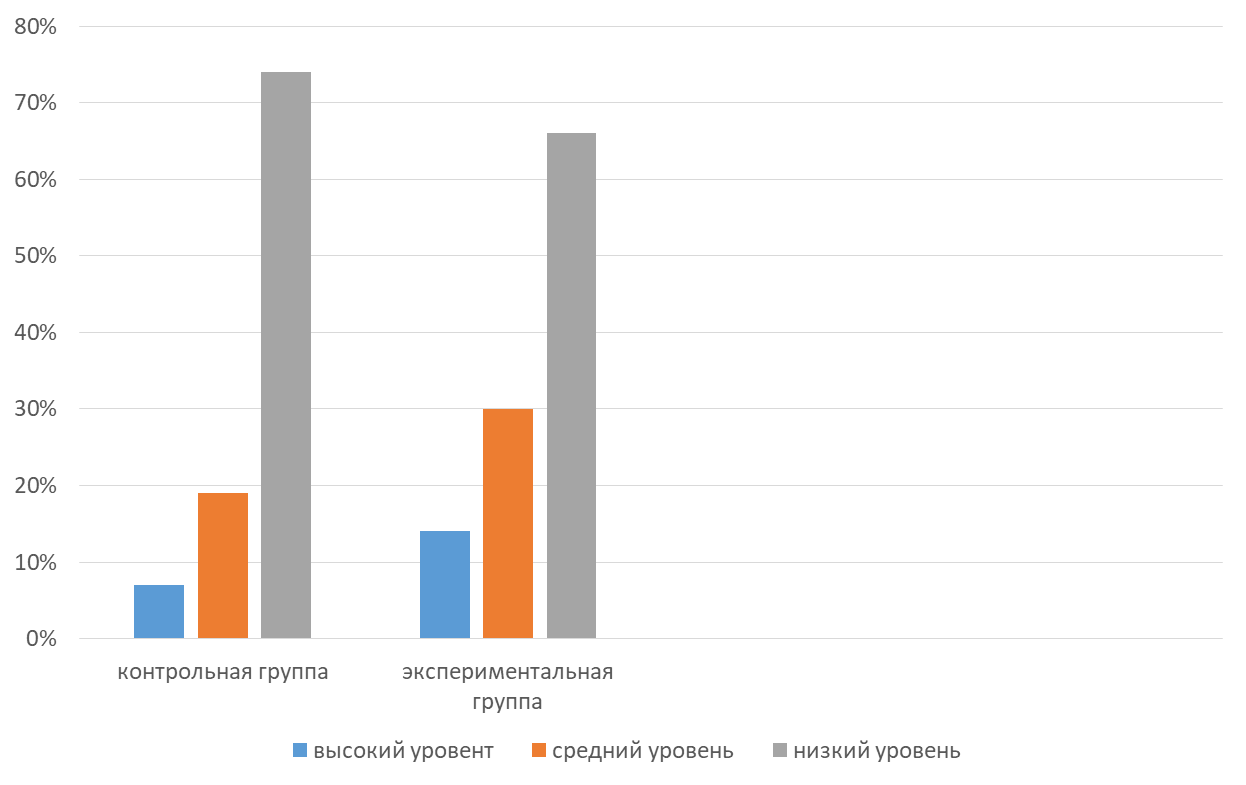 80%
70%
60%
50%
40%
30%
20%
10%
0%
контрольная группа
экспериментальная
группа
высокий уровент
средний уровень
низкий уровень